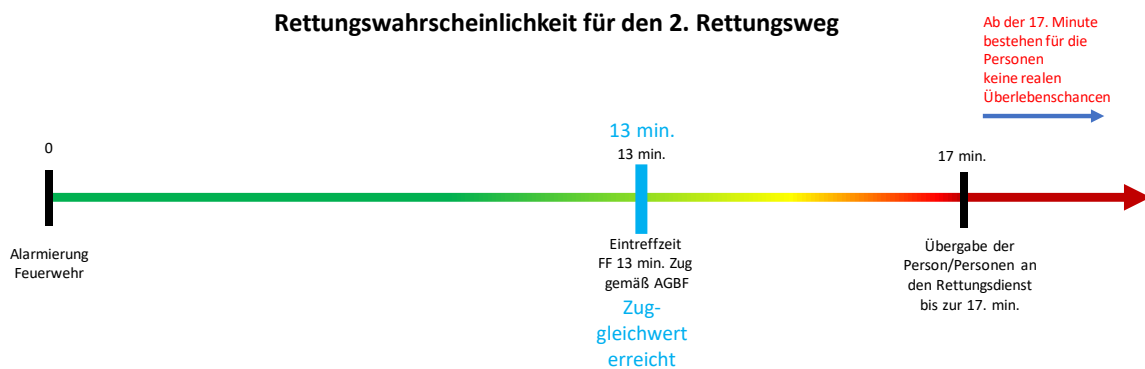 Rettungswahrscheinlichkeit für den 2. Rettungsweg
Ab der 17. Minute
bestehen für die
Personen
keine realen
Überlebenschancen
13 min.
0
13 min.
17 min.
Alarmierung
Feuerwehr
Eintreffzeit
FF 13 min. Zug
gemäß AGBF
Zug-
gleichwert
erreicht
Übergabe der
Person/Personen an
den Rettungsdienst
bis zur 17. min.